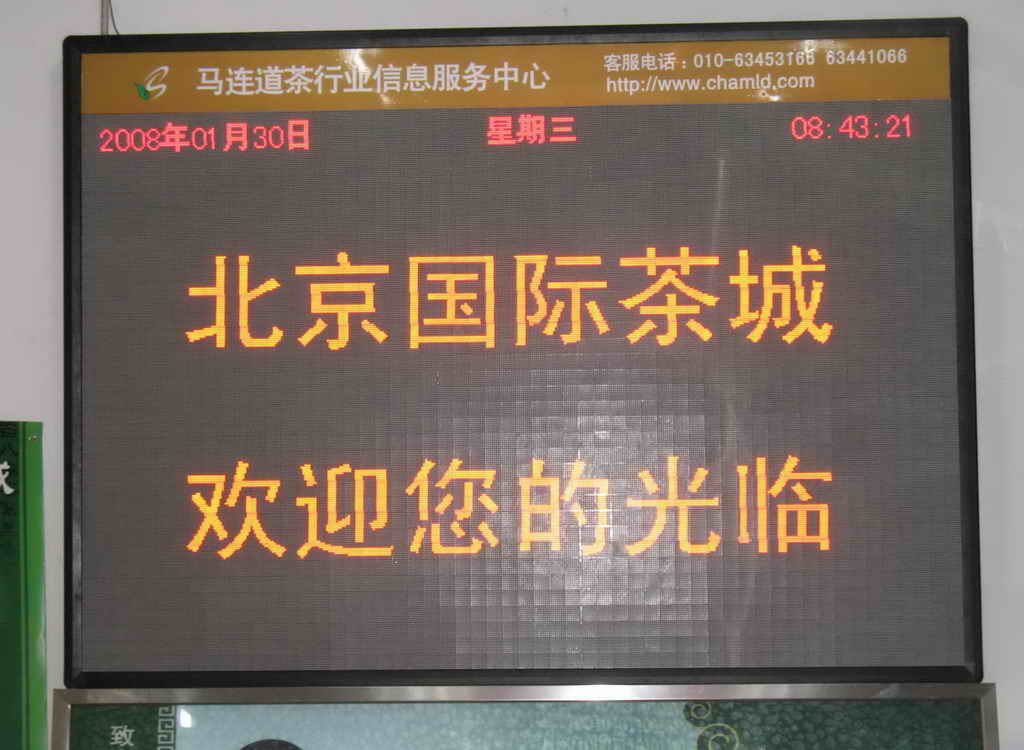 马连道茶行业信息服务中心
客服电话：010-63453166 63441066
http://www.chamld.com
2008年01月30日 星期三 08:43:21
北京国际茶城
欢迎您的光临
致